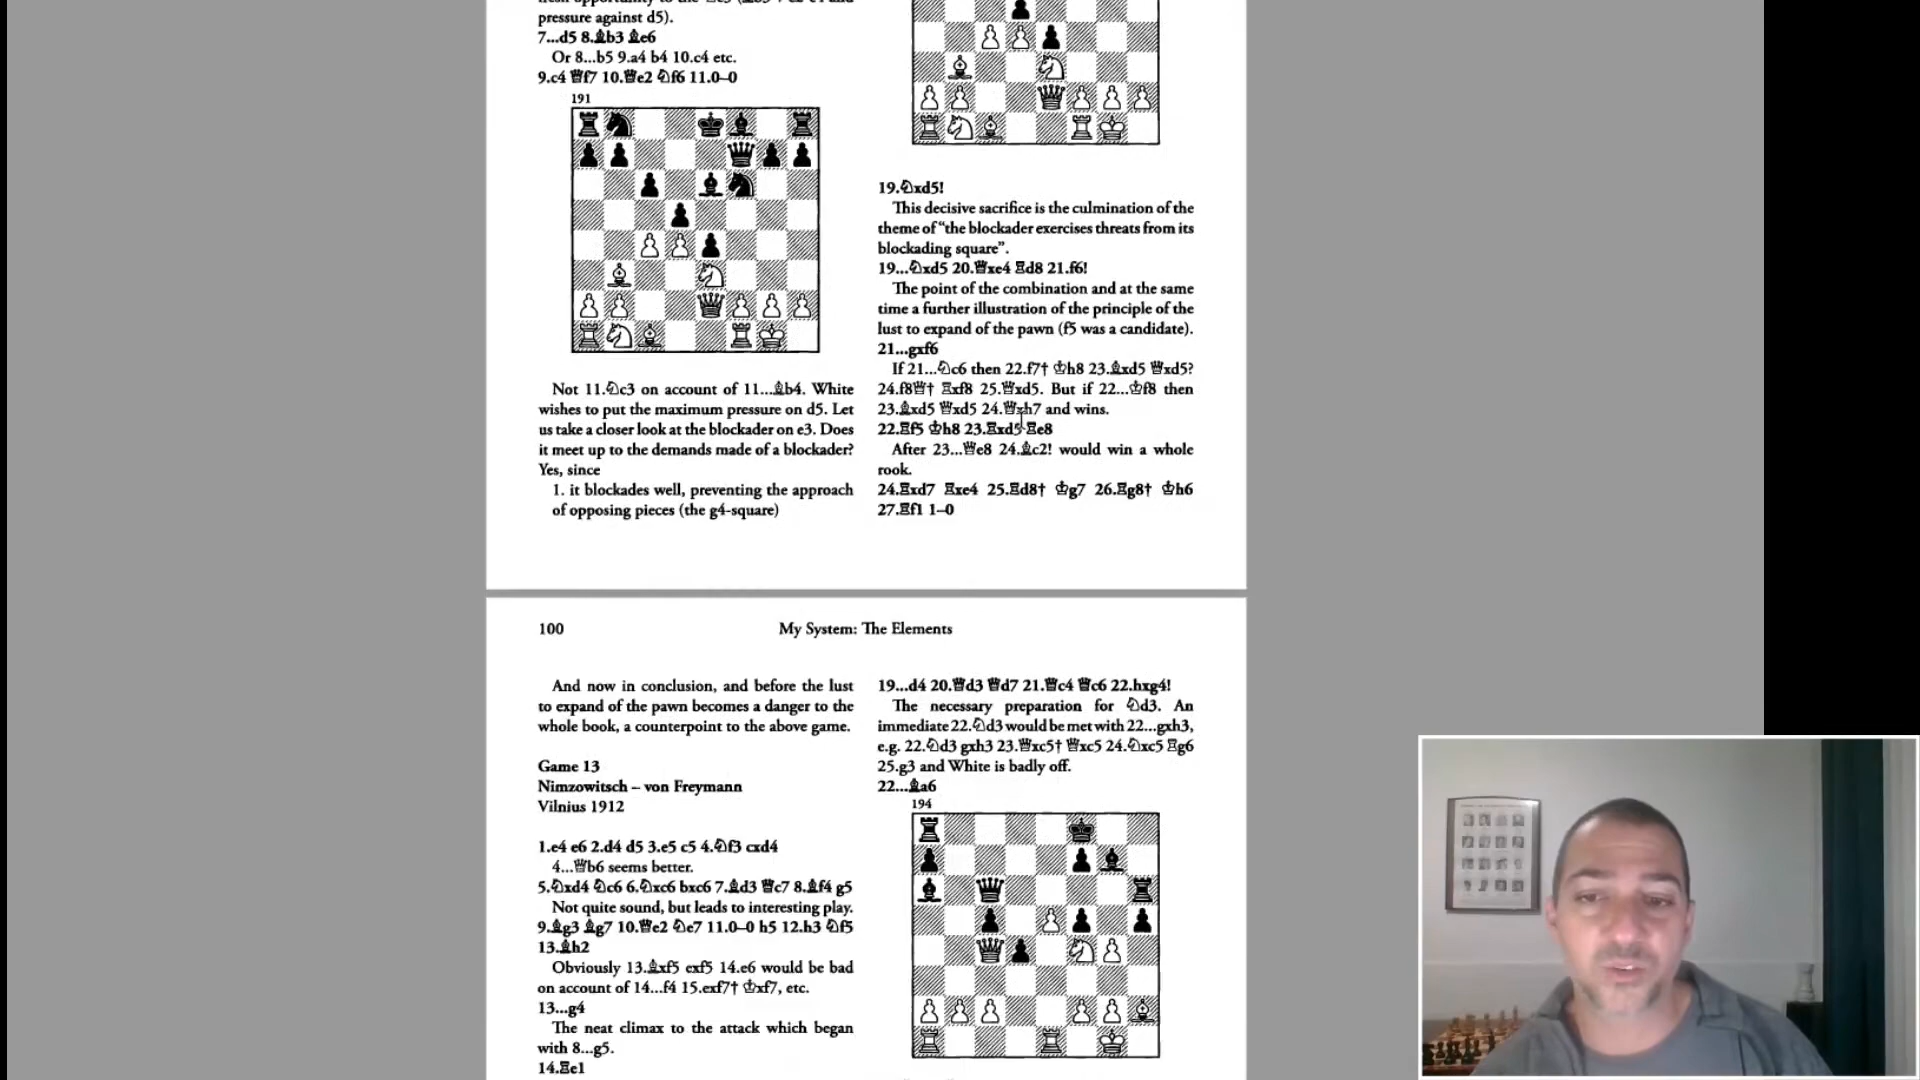 pressure against d5).
7...d5 8.♗b3 ♗e6
Or 8...b5 9.a4 b4 10.c4 etc.
9.c4 ♕f7 10.♕e2 ♘f6 11.0–0
191
Not 11.♘c3 on account of 11...♗b4. White
wishes to put the maximum pressure on d5. Let
us take a closer look at the blockader on e3. Does
it meet up to the demands made of a blockader?
Yes, since
1. it blockades well, preventing the approach
of opposing pieces (the g4-square)
19.♘xd5!
This decisive sacrifice is the culmination of the
theme of “the blockader exercises threats from its
blockading square”.
19...♘xd5 20.♕xe4 ♖d8 21.f6!
The point of the combination and at the same
time a further illustration of the principle of the
lust to expand of the pawn (f5 was a candidate).
21...gxf6
If 21...♘c6 then 22.f7† ♔h8 23.♗xd5 ♕xd5?
24.f8♕† ♖xf8 25.♕xd5. But if 22...♔f8 then
23.♗xd5 ♕xd5 24.♕xh7 and wins.
22.♖f5 ♔h8 23.♖xd5 ♖e8
After 23...♕e8 24.♗c2! would win a whole
rook.
24.♖xd7 ♖xe4 25.♖d8† ♔g7 26.♖g8† ♔h6
27.♖f1 1–0
100
My System: The Elements
And now in conclusion, and before the lust
to expand of the pawn becomes a danger to the
whole book, a counterpoint to the above game.
Game 13
Nimzowitsch – von Freymann
Vilnius 1912
1.e4 e6 2.d4 d5 3.e5 c5 4.♘f3 cxd4
4...♕b6 seems better.
5.♘xd4 ♘c6 6.♘xc6 bxc6 7.♗d3 ♕c7 8.♗f4 g5
Not quite sound, but leads to interesting play.
9.♗g3 ♗g7 10.♕e2 ♘e7 11.0–0 h5 12.h3 ♘f5
13.♗h2
Obviously 13.♗xf5 exf5 14.e6 would be bad
on account of 14...f4 15.exf7† ♔xf7, etc.
13...g4
The neat climax to the attack which began
with 8...g5.
14.♖e1
19...d4 20.♕d3 ♕d7 21.♕c4 ♕c6 22.hxg4!
The necessary preparation for ♘d3. An
immediate 22.♘d3 would be met with 22...gxh3,
e.g. 22.♘d3 gxh3 23.♕xc5† ♕xc5 24.♘xc5 ♖g6
25.g3 and White is badly off.
22...♗a6
194